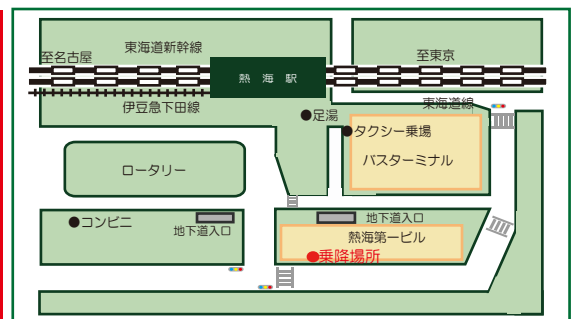 東海道新幹線
至名古屋
至東京
熱海駅
伊豆急下田線
東海道線
●足湯
●タクシー乗場
バスターミナル
ロータリー
●コンビニ
地下道入口
地下道入口
熱海第一ビル
●乗降場所